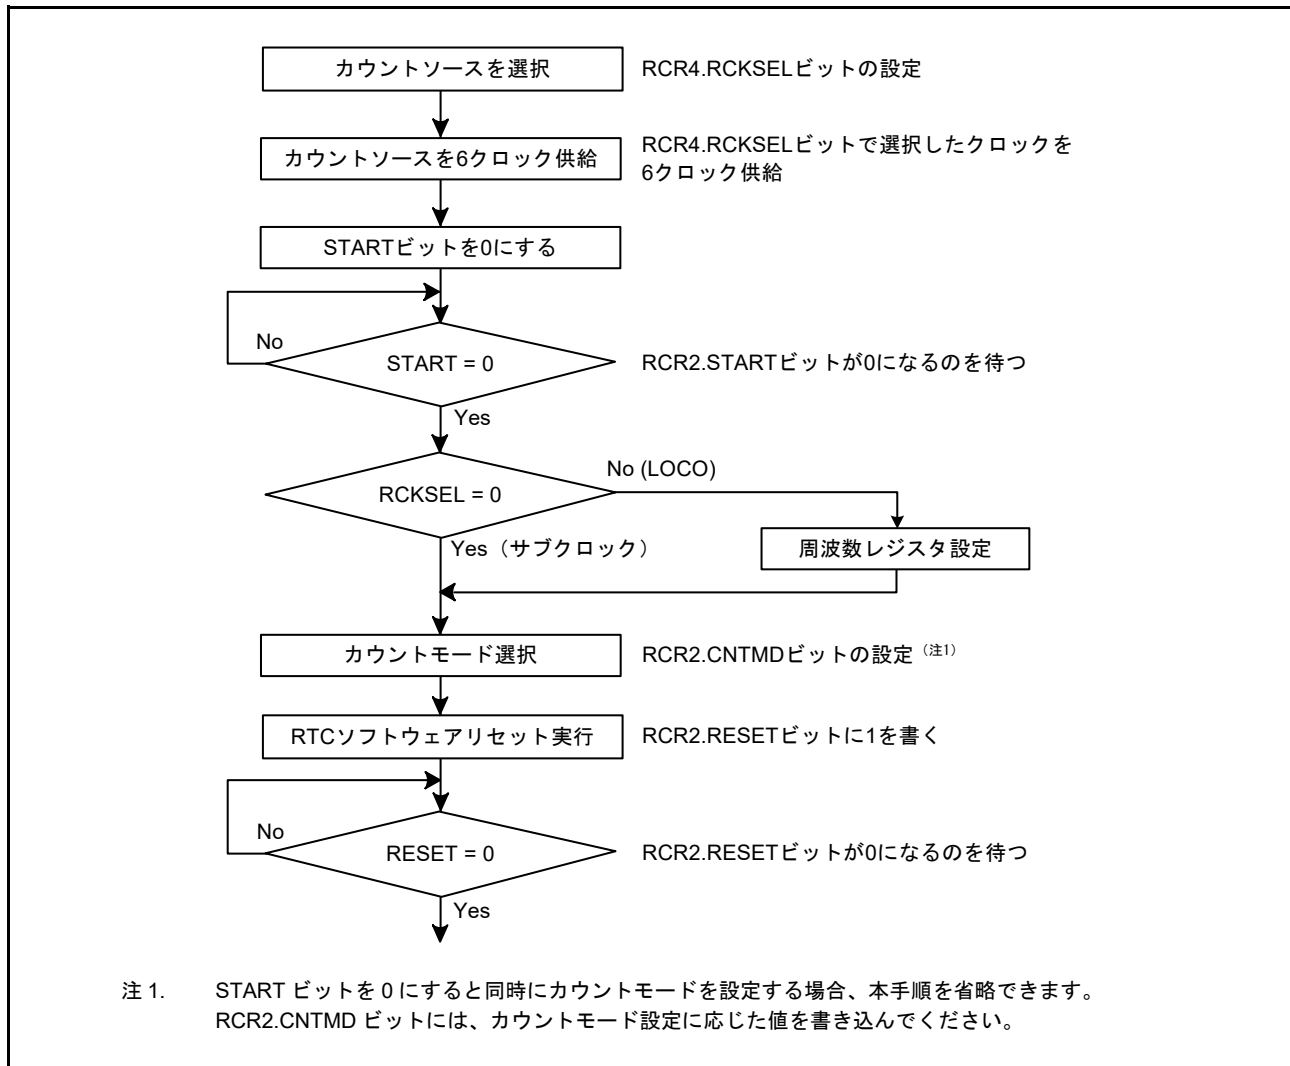 カウントソースを選択
RCR4.RCKSELビットの設定
カウントソースを6クロック供給
RCR4.RCKSELビットで選択したクロックを
6クロック供給
STARTビットを0にする
No
START = 0
RCR2.STARTビットが0になるのを待つ
Yes
No (LOCO)
RCKSEL = 0
Yes（サブクロック）
周波数レジスタ設定
カウントモード選択
RCR2.CNTMDビットの設定（注1）
RTCソフトウェアリセット実行
RCR2.RESETビットに1を書く
No
RESET = 0
RCR2.RESETビットが0になるのを待つ
Yes
注 1. START ビットを 0 にすると同時にカウントモードを設定する場合、本手順を省略できます。
RCR2.CNTMD ビットには、カウントモード設定に応じた値を書き込んでください。